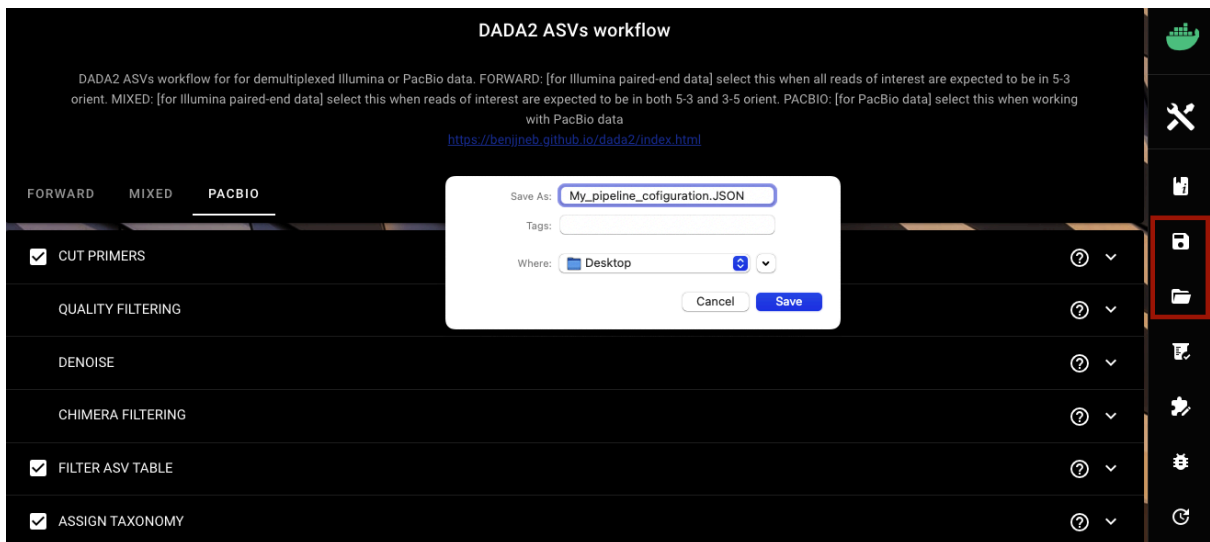 DADA2 ASVs workflow
DADA2 ASVs workflow for for demultiplexed Illumina or PacBio data. FORWARD: [for Illumina paired-end data] select this when all reads of interest are expected to be in 5-3
orient. MIXED: [for Illumina paired-end data] select this when reads of interest are expected to be in both 5-3 and 3-5 orient. PACBIO: [for PacBio data] select this when working
with PacBio data
https://benjjneb.github.io/dada2/index.html
FORWARD MIXED PACBIO
Save As: My_pipeline_cofiguration.JSON
Tags:
Where: Desktop
Cancel Save
CUT PRIMERS
QUALITY FILTERING
DENOISE
CHIMERA FILTERING
FILTER ASV TABLE
ASSIGN TAXONOMY